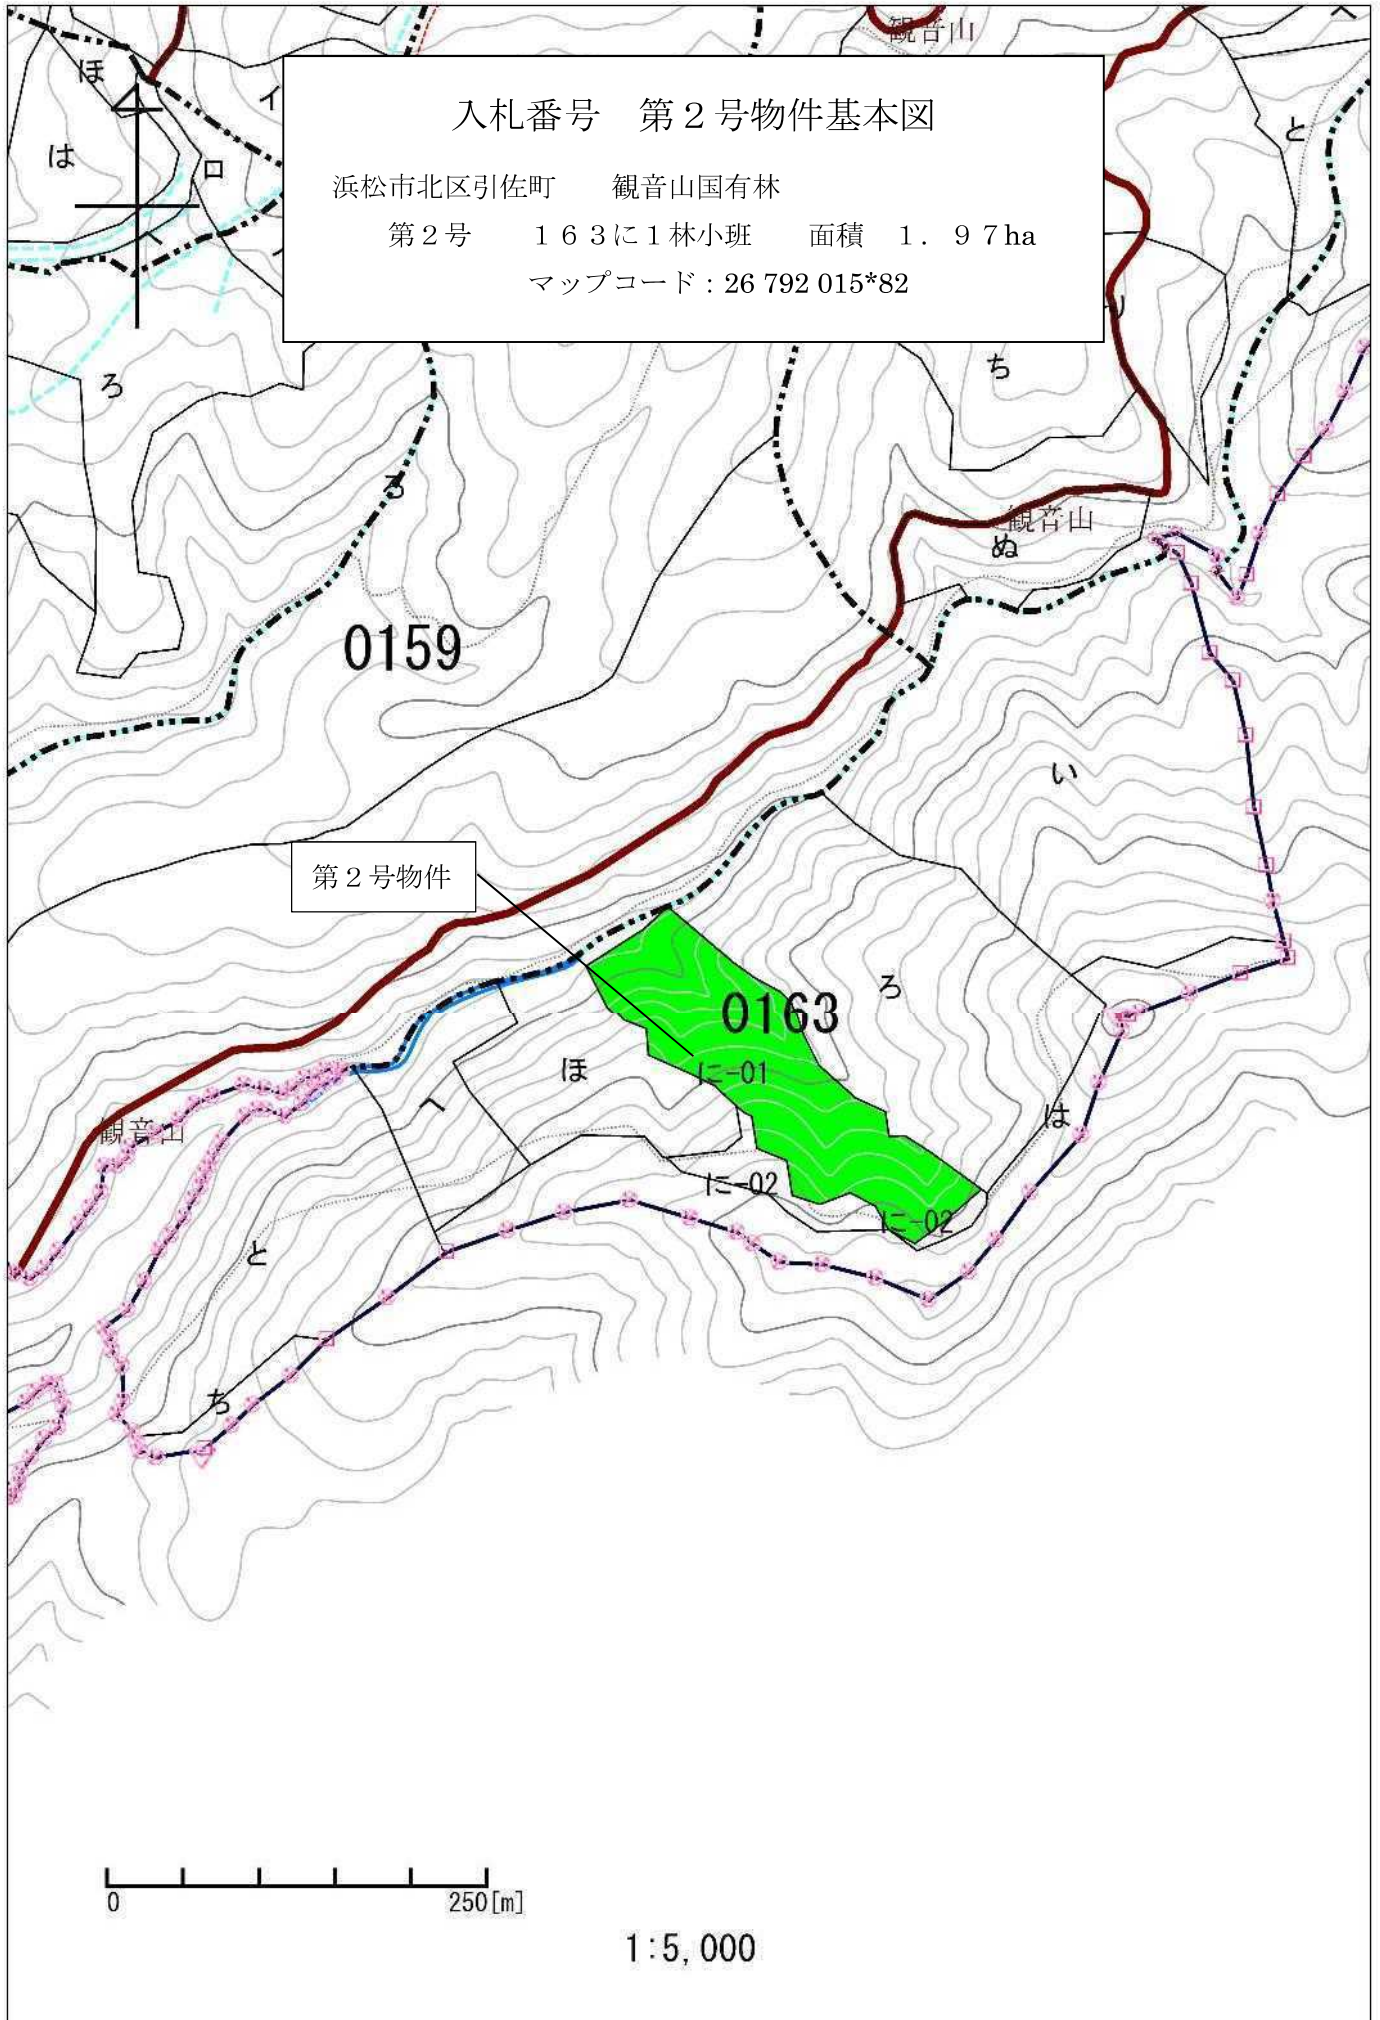 観音山
へ
ほ
イ
は
ロ
と
入札番号　第２号物件基本図
浜松市北区引佐町　　観音山国有林
第２号　　１６３に１林小班　　面積　１．９７ha
マップコード：26 792 015*82
へ
り
ち
ろ
ろ
観音山
ぬ
0159
い
第２号物件
ろ
0163
ほ
に-01
へ
は
観音山
に-02
に-02
と
ち
0
250[m]
1:5,000